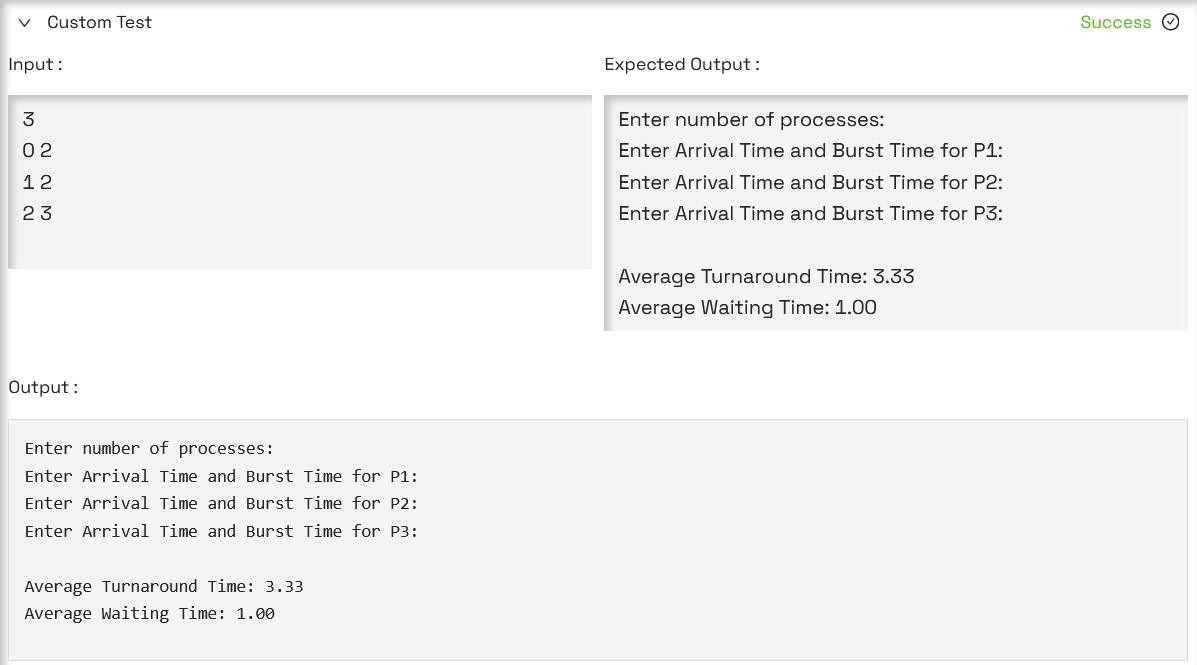 Custom Test
Success
Input :
Expected Output :
3
0 2
1 2
2 3
Enter number of processes:
Enter Arrival Time and Burst Time for P1:
Enter Arrival Time and Burst Time for P2:
Enter Arrival Time and Burst Time for P3:
Average Turnaround Time: 3.33
Average Waiting Time: 1.00
Output :
Enter number of processes:
Enter Arrival Time and Burst Time for P1:
Enter Arrival Time and Burst Time for P2:
Enter Arrival Time and Burst Time for P3:
Average Turnaround Time: 3.33
Average Waiting Time: 1.00